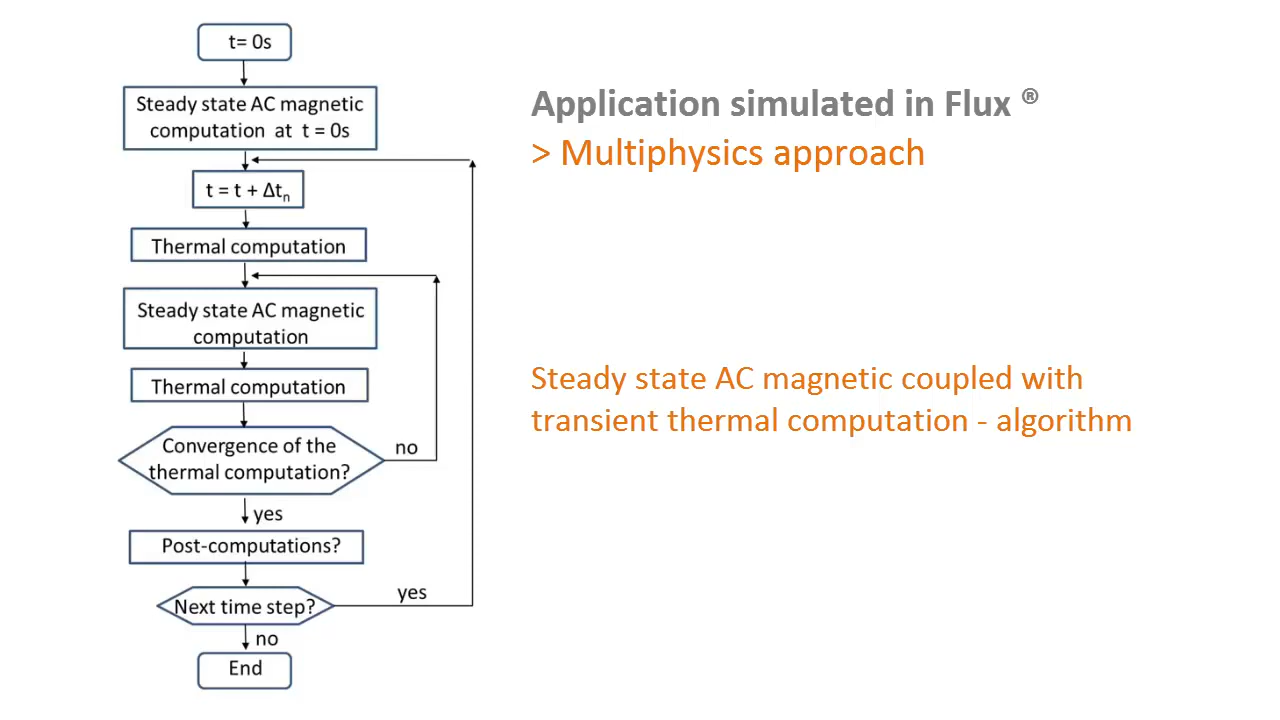 t= 0s
Steady state AC magnetic
computation at t = 0s
t = t + Δtn
Thermal computation
Steady state AC magnetic
computation
Thermal computation
Convergence of the
thermal computation?
no
yes
Post-computations?
Next time step?
yes
no
End
Application simulated in Flux ®
> Multiphysics approach
Steady state AC magnetic coupled with
transient thermal computation - algorithm